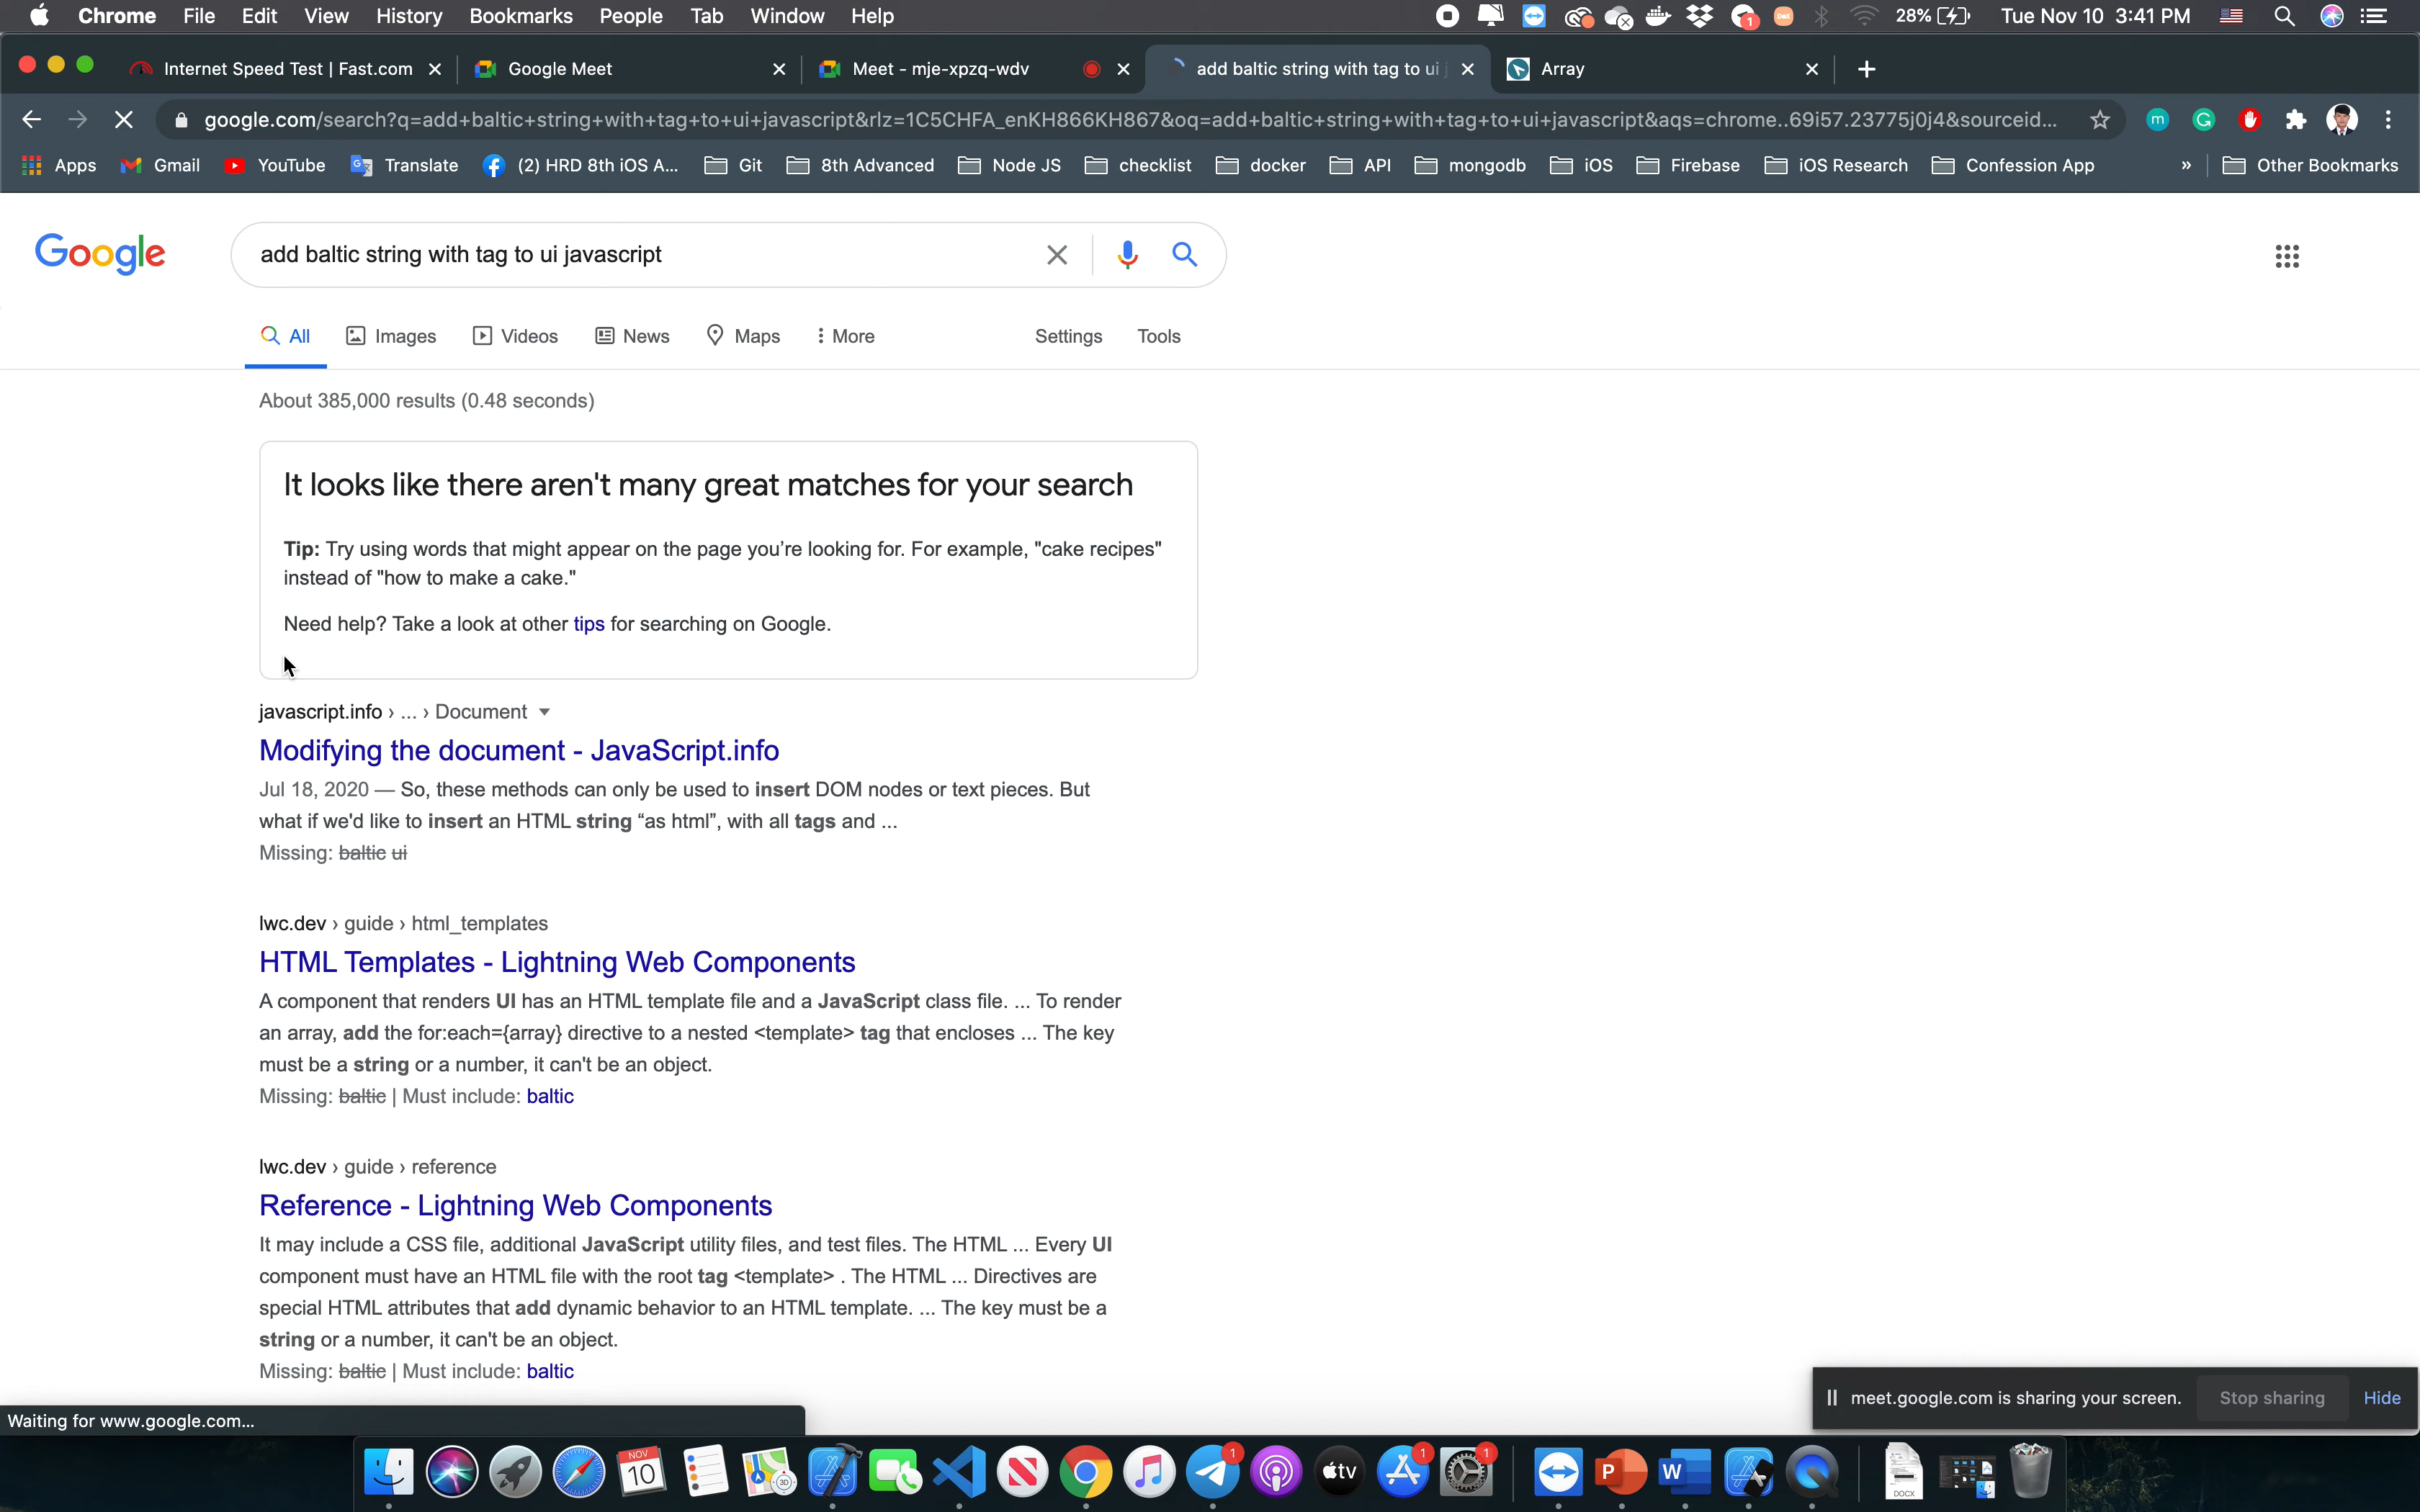 Chrome File Edit View History Bookmarks People Tab Window Help 28% Tue Nov 10 3:41 PM
Internet Speed Test | Fast.com Google Meet Meet - mje-xpzq-wdv add baltic string with tag to ui j Array
google.com/search?q=add+baltic+string+with+tag+to+ui+javascript&rlz=1C5CHFA_enKH866KH867&oq=add+baltic+string+with+tag+to+ui+javascript&aqs=chrome..69i57.23775j0j4&sourceid...
Apps Gmail YouTube Translate (2) HRD 8th iOS A... Git 8th Advanced Node JS checklist docker API mongodb iOS Firebase iOS Research Confession App » Other Bookmarks
Google add baltic string with tag to ui javascript
All Images Videos News Maps More Settings Tools
About 385,000 results (0.48 seconds)
It looks like there aren't many great matches for your search
Tip: Try using words that might appear on the page you're looking for. For example, "cake recipes"
instead of "how to make a cake."
Need help? Take a look at other tips for searching on Google.
javascript.info › ... › Document
Modifying the document - JavaScript.info
Jul 18, 2020 — So, these methods can only be used to insert DOM nodes or text pieces. But
what if we'd like to insert an HTML string “as html”, with all tags and ...
Missing: baltic ui
lwc.dev › guide › html_templates
HTML Templates - Lightning Web Components
A component that renders UI has an HTML template file and a JavaScript class file. ... To render
an array, add the for:each={array} directive to a nested <template> tag that encloses ... The key
must be a string or a number, it can't be an object.
Missing: baltic | Must include: baltic
lwc.dev › guide › reference
Reference - Lightning Web Components
It may include a CSS file, additional JavaScript utility files, and test files. The HTML ... Every UI
component must have an HTML file with the root tag <template> . The HTML ... Directives are
special HTML attributes that add dynamic behavior to an HTML template. ... The key must be a
string or a number, it can't be an object.
Missing: baltic | Must include: baltic
meet.google.com is sharing your screen. Stop sharing Hide
Waiting for www.google.com...
NOV
10
tv
DOCX